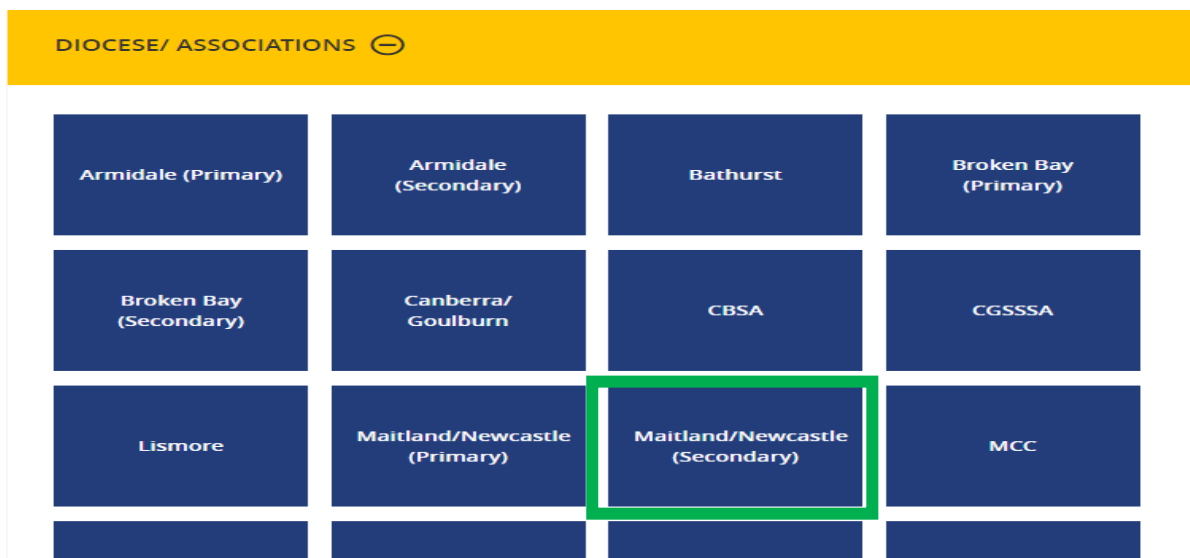 DIOCESE/ ASSOCIATIONS
Armidale (Primary)
Armidale
(Secondary)
Bathurst
Broken Bay
(Primary)
Broken Bay
(Secondary)
Canberra/
Goulburn
CBSA
CGSSSA
Lismore
Maitland/Newcastle
(Primary)
Maitland/Newcastle
(Secondary)
MCC